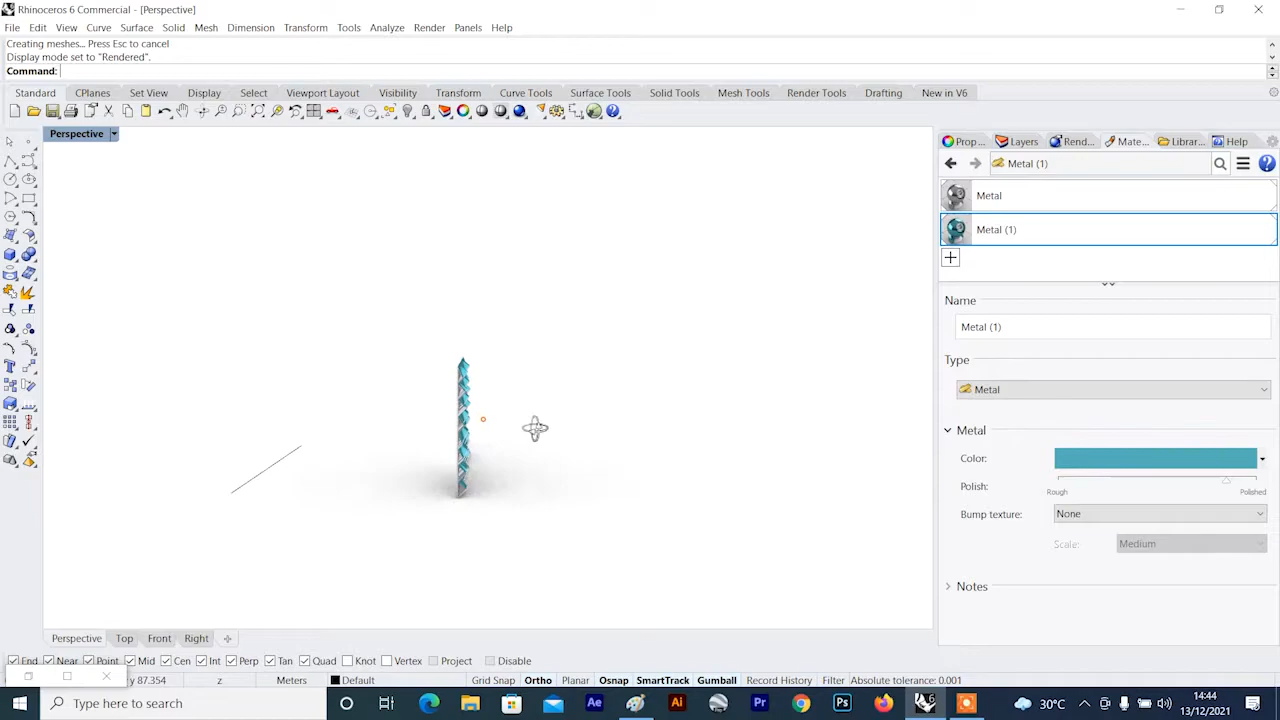 Rhinoceros 6 Commercial - [Perspective]
File Edit View Curve Surface Solid Mesh Dimension Transform Tools Analyze Render Panels Help
Creating meshes... Press Esc to cancel
Display mode set to "Rendered".
Command:
Standard CPlanes Set View Display Select Viewport Layout Visibility Transform Curve Tools Surface Tools Solid Tools Mesh Tools Render Tools Drafting New in V6
Perspective
Prop ... Layers Rend... Mate... Librar... Help
Metal (1)
Metal
Metal (1)
Name
Metal (1)
Type
Metal
Metal
Color:
Polish:
Rough Polished
Bump texture: None
Scale: Medium
Notes
Perspective Top Front Right
End Near Point Mid Cen Int Perp Tan Quad Knot Vertex Project Disable
y 87.354 z Meters Default Grid Snap Ortho Planar Osnap SmartTrack Gumball Record History Filter Absolute tolerance: 0.001
Type here to search
30°C
14:44
13/12/2021